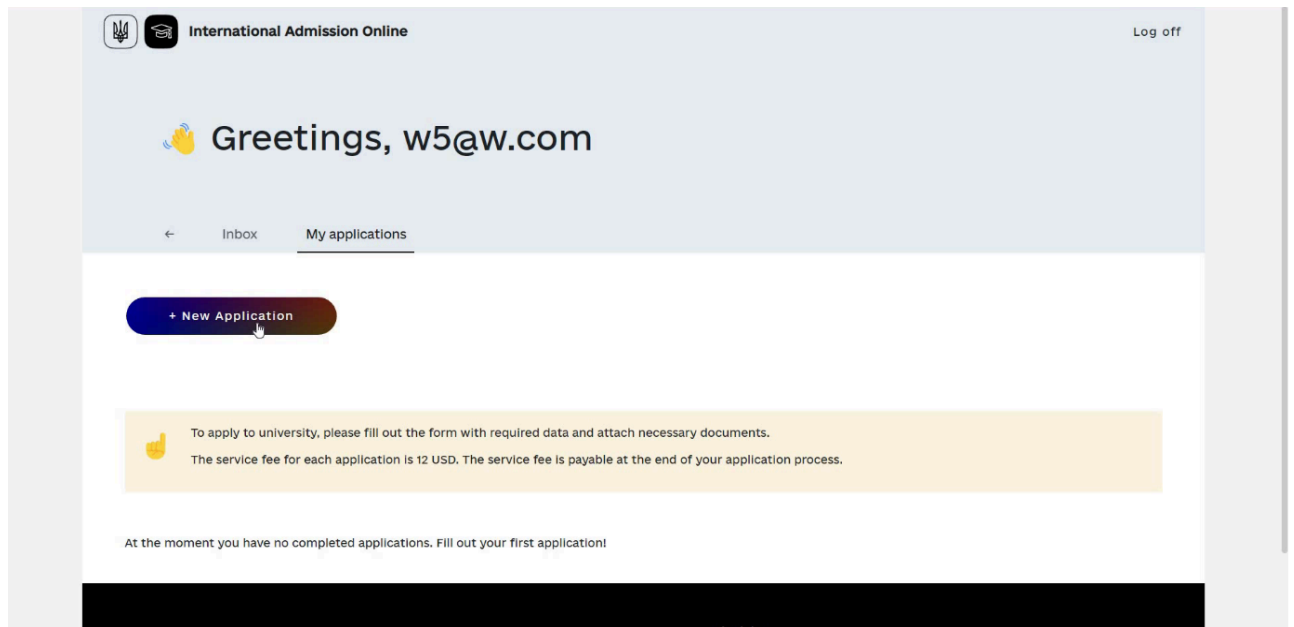 International Admission Online
Log off
Greetings, w5@w.com
← Inbox My applications
+ New Application
To apply to university, please fill out the form with required data and attach necessary documents.
The service fee for each application is 12 USD. The service fee is payable at the end of your application process.
At the moment you have no completed applications. Fill out your first application!